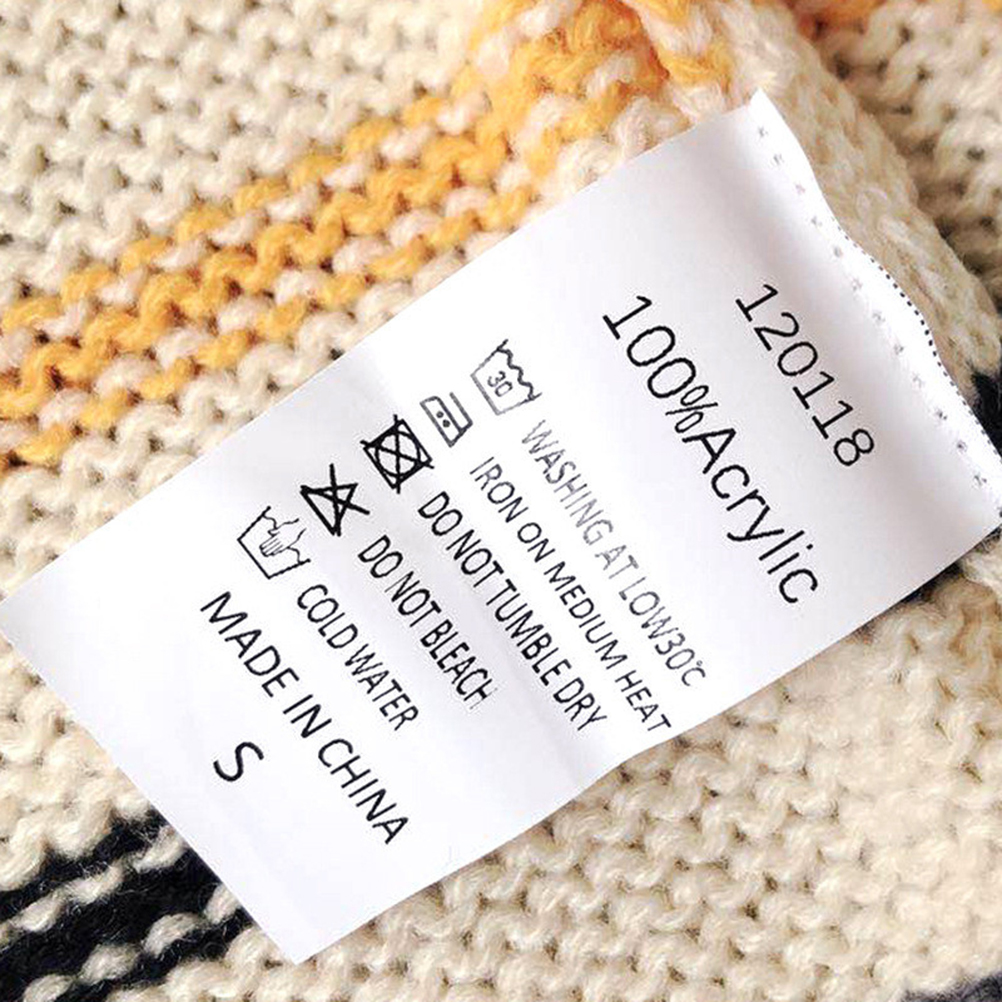 120118
100%Acrylic
30 WASHING AT LOW30℃
IRON ON MEDIUM HEAT
DO NOT TUMBLE DRY
DO NOT BLEACH
COLD WATER
MADE IN CHINA
S